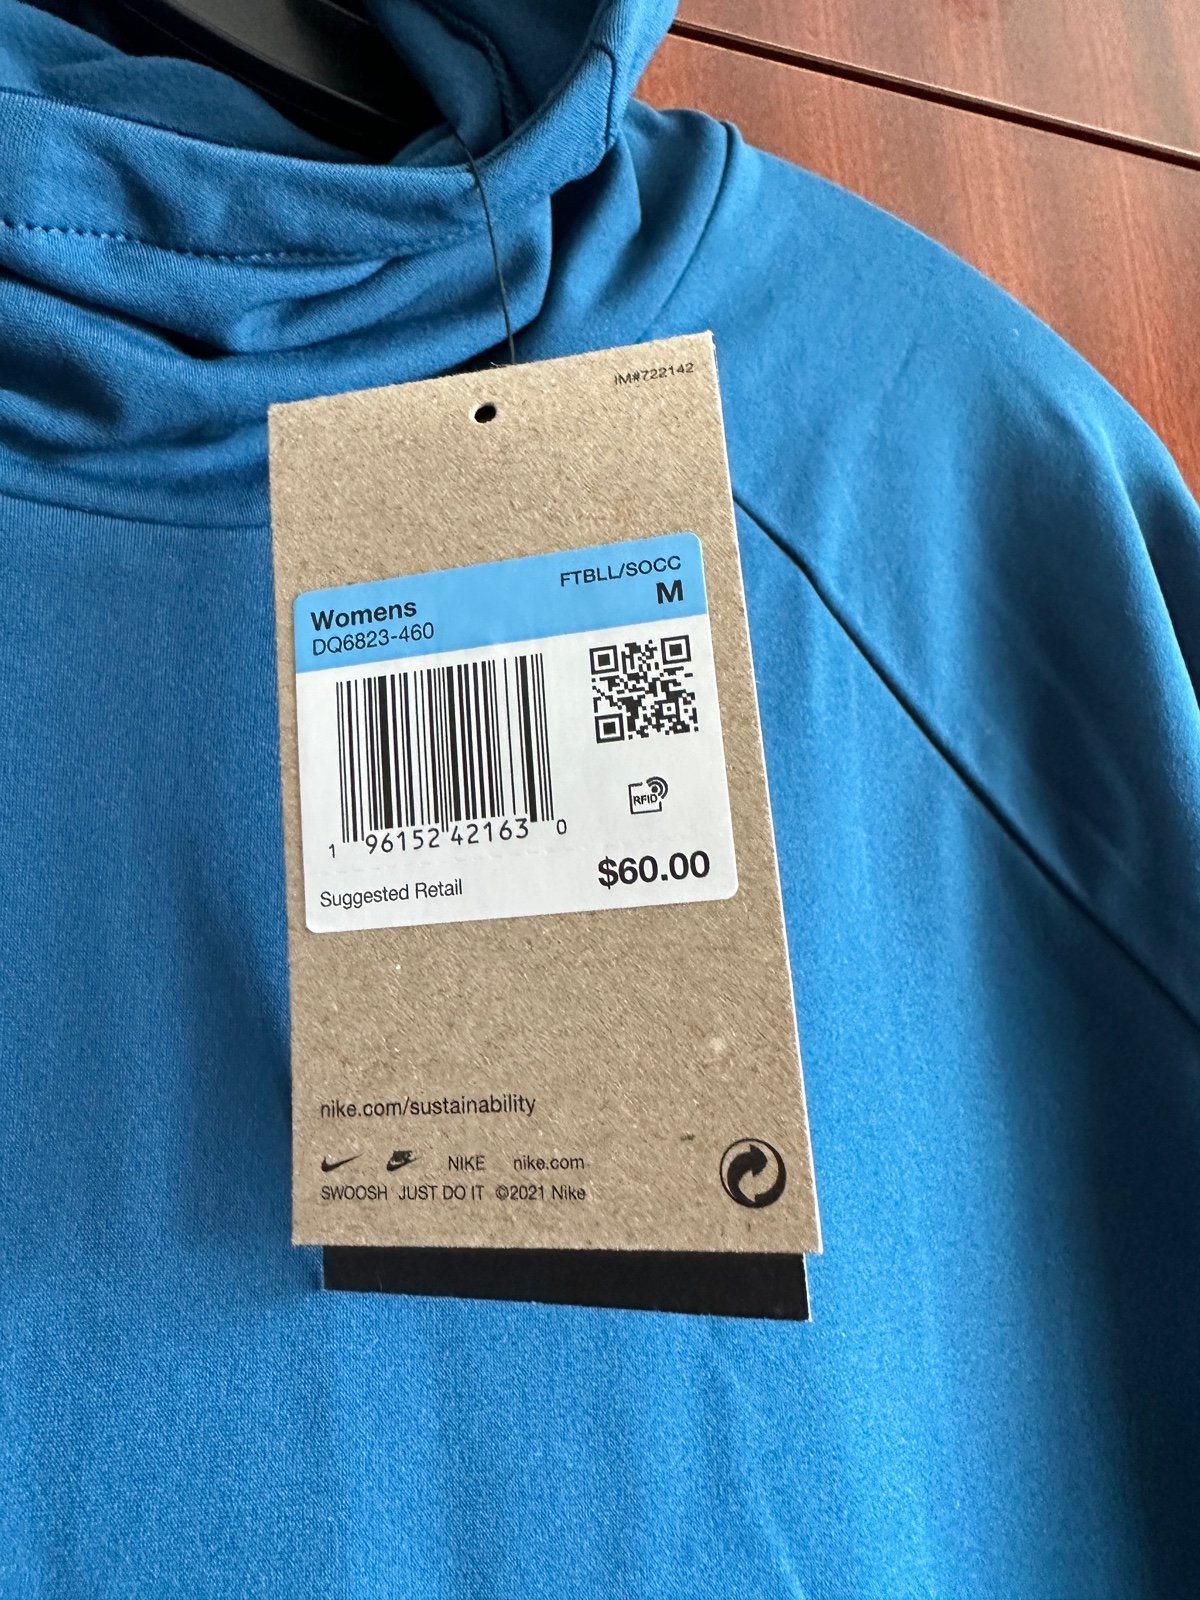 IM#722142
FTBLL/SOCC
Womens M
DQ6823-460
RFID
1 96152 42163 0
Suggested Retail $60.00
nike.com/sustainability
NIKE nike.com
SWOOSH JUST DO IT ©2021 Nike